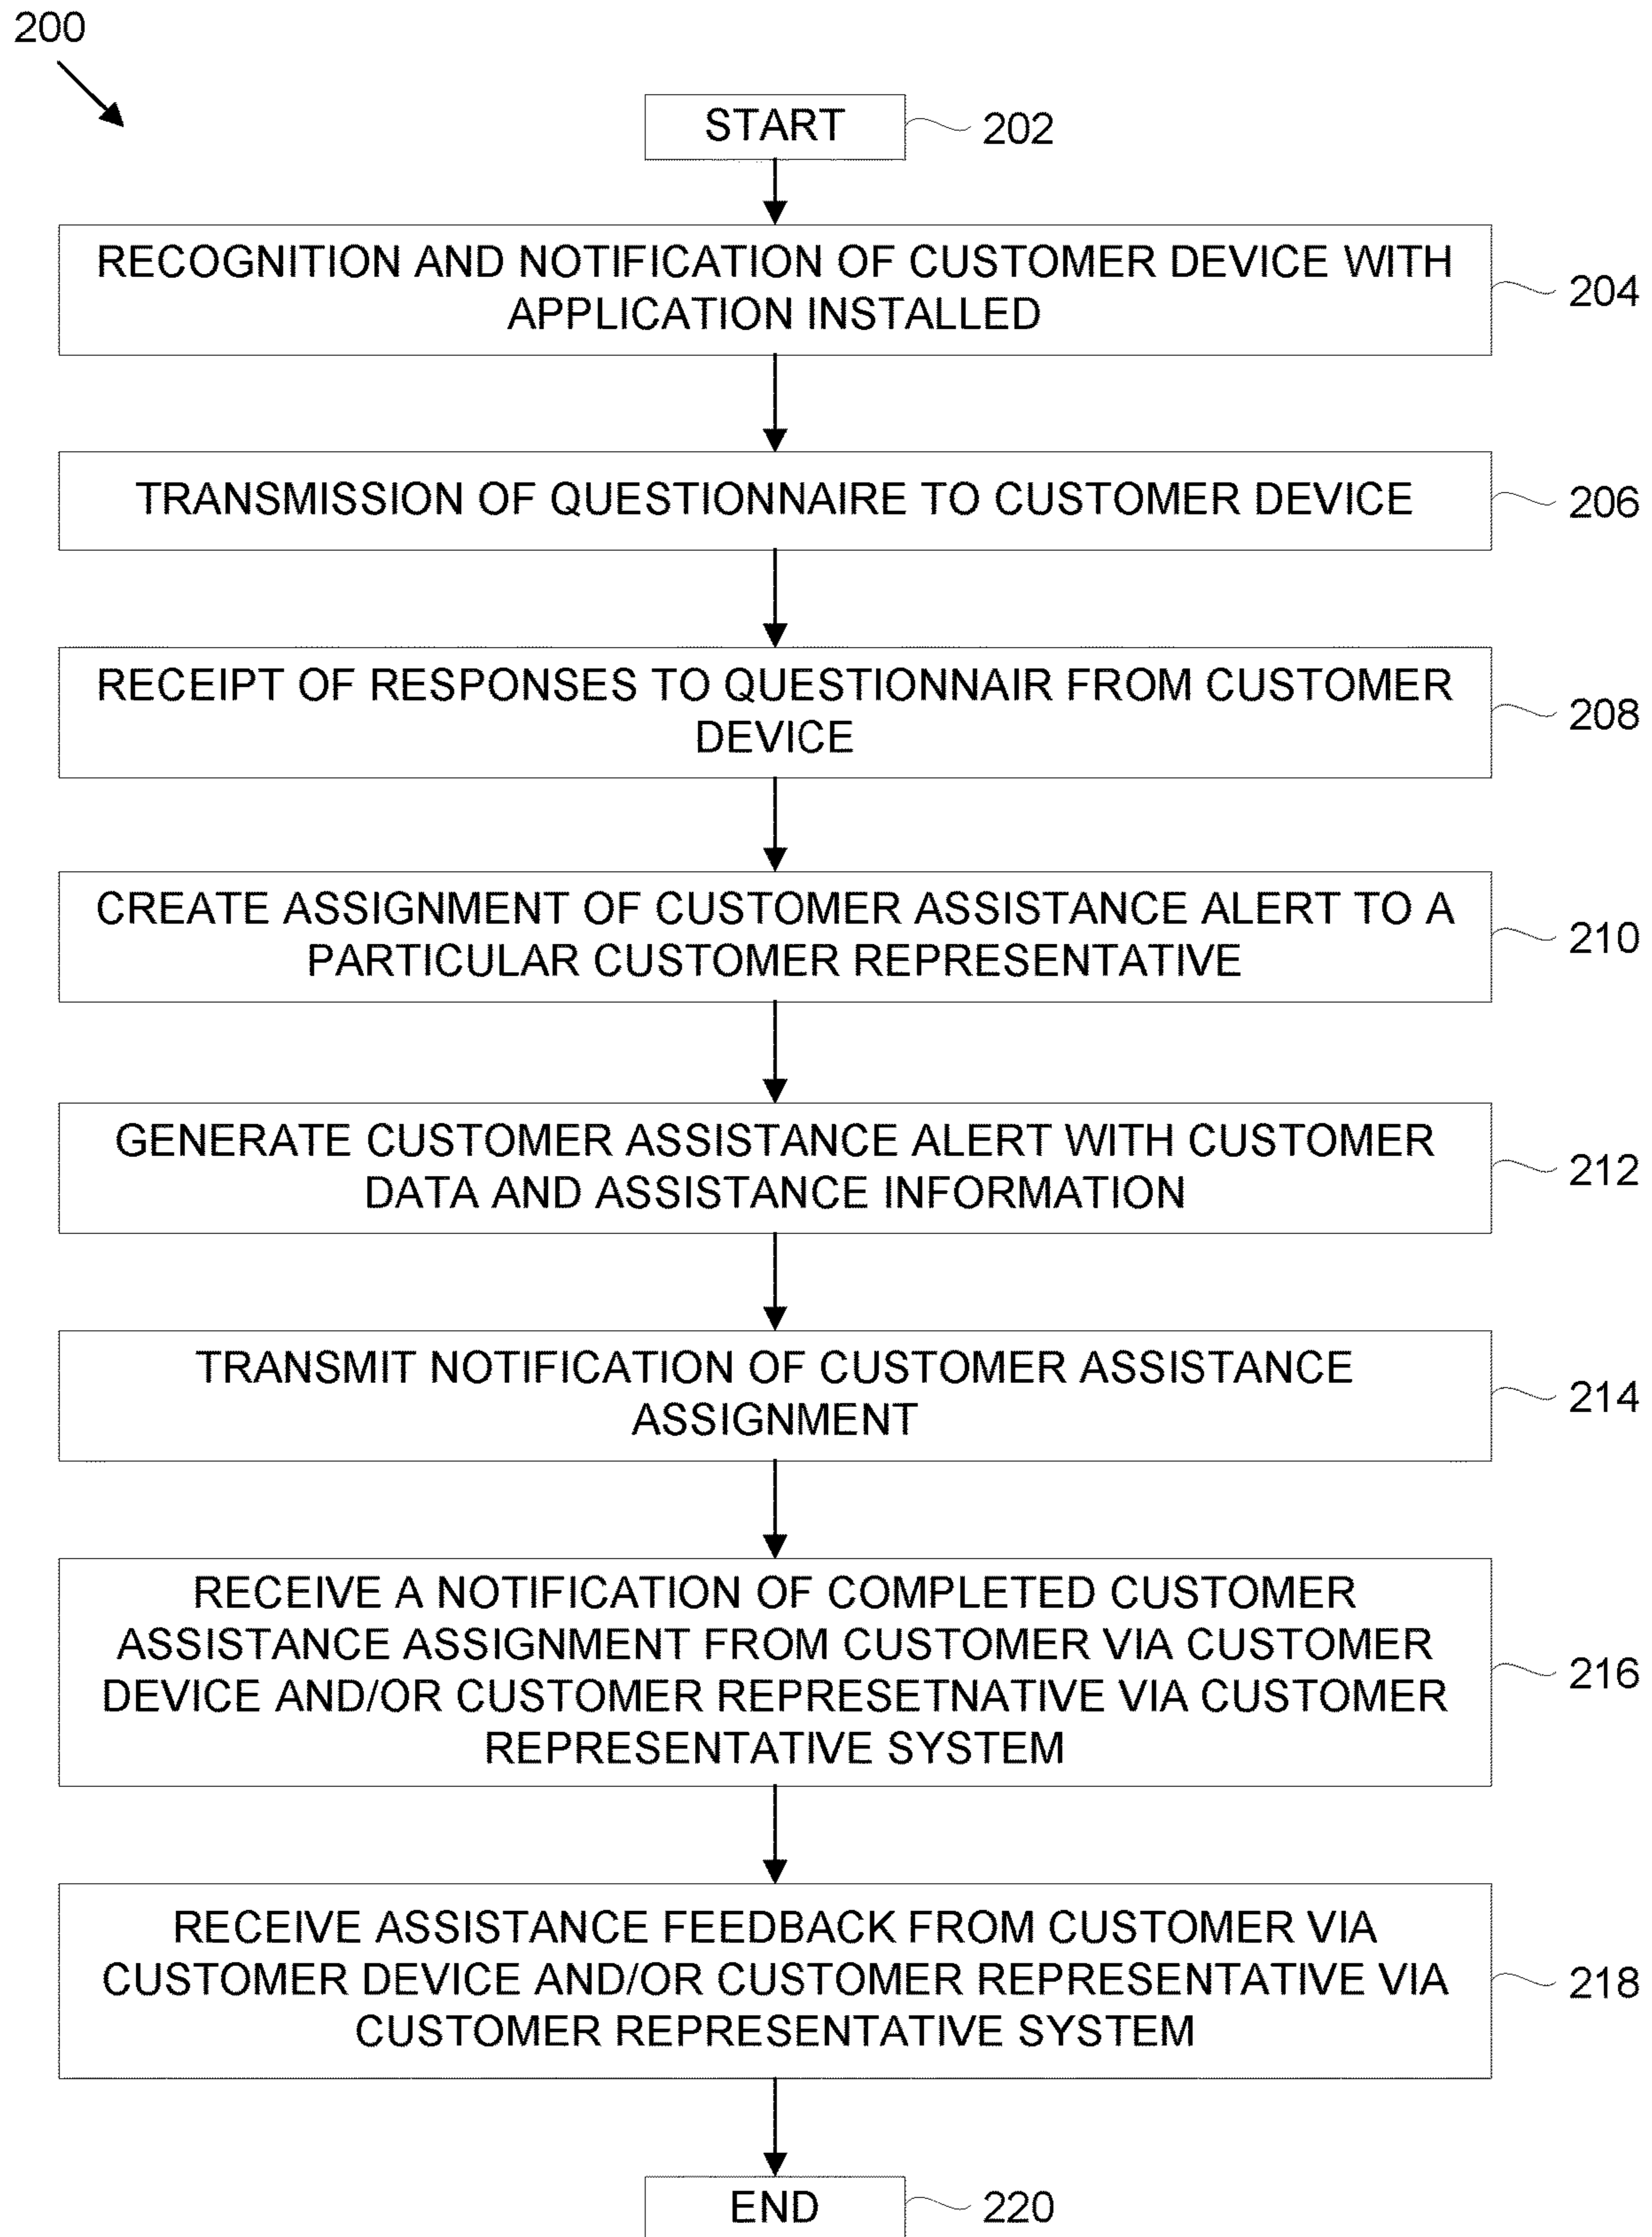 200
START
202
RECOGNITION AND NOTIFICATION OF CUSTOMER DEVICE WITH
APPLICATION INSTALLED
204
TRANSMISSION OF QUESTIONNAIRE TO CUSTOMER DEVICE
206
RECEIPT OF RESPONSES TO QUESTIONNAIR FROM CUSTOMER
DEVICE
208
CREATE ASSIGNMENT OF CUSTOMER ASSISTANCE ALERT TO A
PARTICULAR CUSTOMER REPRESENTATIVE
210
GENERATE CUSTOMER ASSISTANCE ALERT WITH CUSTOMER
DATA AND ASSISTANCE INFORMATION
212
TRANSMIT NOTIFICATION OF CUSTOMER ASSISTANCE
ASSIGNMENT
214
RECEIVE A NOTIFICATION OF COMPLETED CUSTOMER
ASSISTANCE ASSIGNMENT FROM CUSTOMER VIA CUSTOMER
DEVICE AND/OR CUSTOMER REPRESETNATIVE VIA CUSTOMER
REPRESENTATIVE SYSTEM
216
RECEIVE ASSISTANCE FEEDBACK FROM CUSTOMER VIA
CUSTOMER DEVICE AND/OR CUSTOMER REPRESENTATIVE VIA
CUSTOMER REPRESENTATIVE SYSTEM
218
END
220